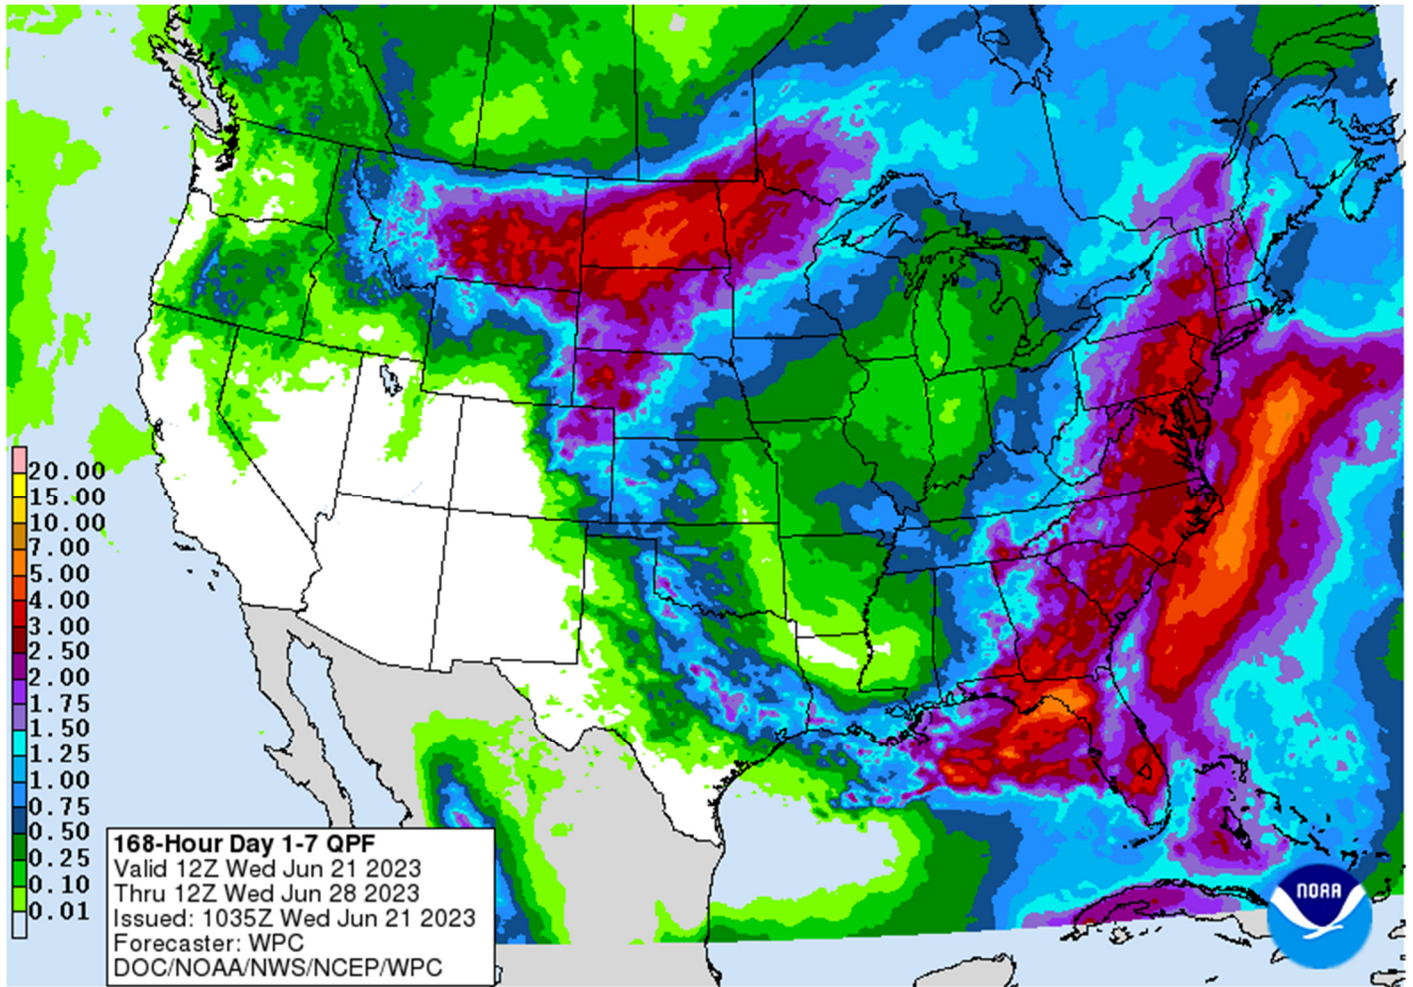 20.00
15.00
10.00
7.00
5.00
4.00
3.00
2.50
2.00
1.75
1.50
1.25
1.00
0.75
0.50
0.25
0.10
0.01
168-Hour Day 1-7 QPF
Valid 12Z Wed Jun 21 2023
Thru 12Z Wed Jun 28 2023
Issued: 1035Z Wed Jun 21 2023
Forecaster: WPC
DOC/NOAA/NWS/NCEP/WPC
NOAA